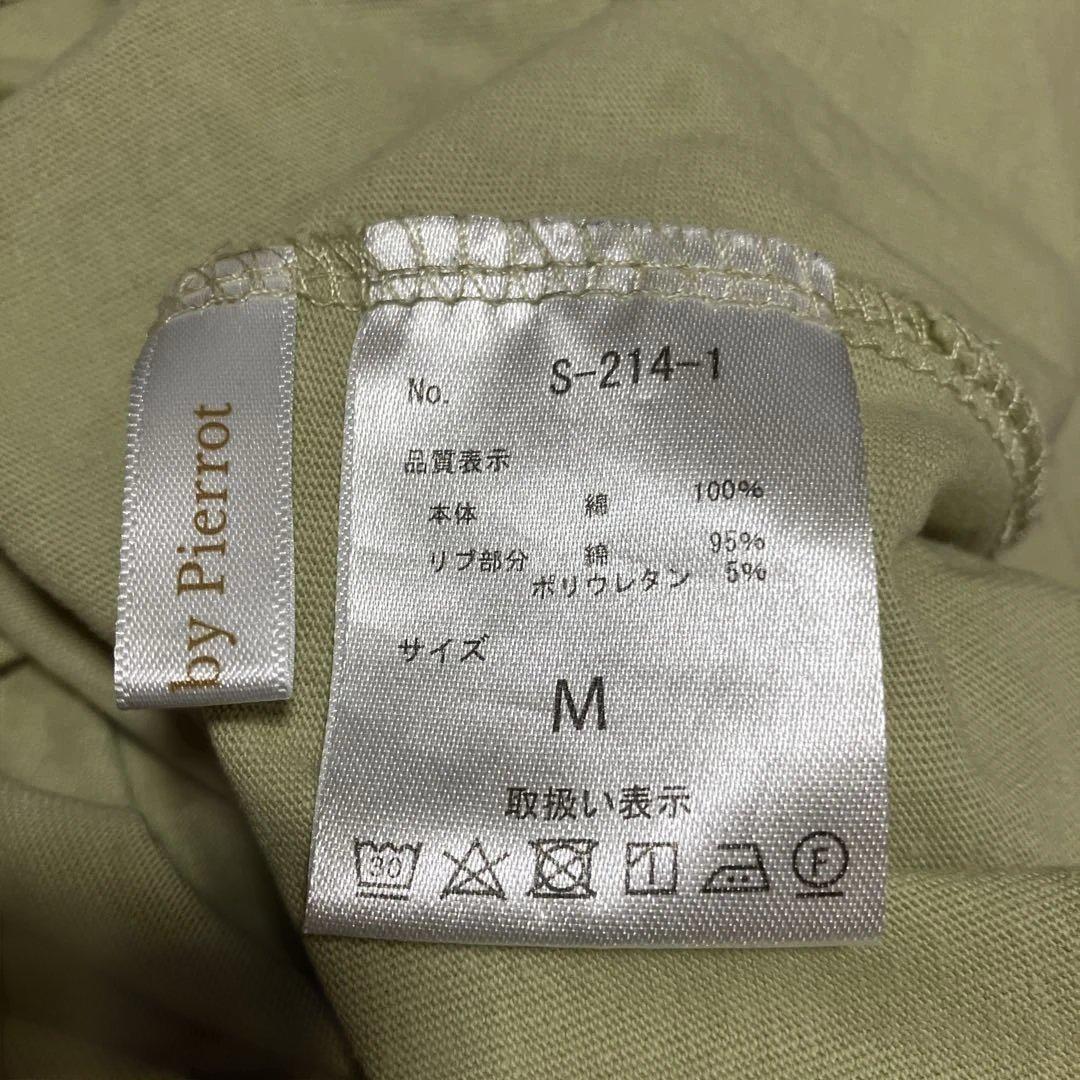 by Pierrot
No. S-214-1
品質表示
本体 綿 100%
リブ部分 綿 95%
ポリウレタン 5%
サイズ
M
取扱い表示
30
F